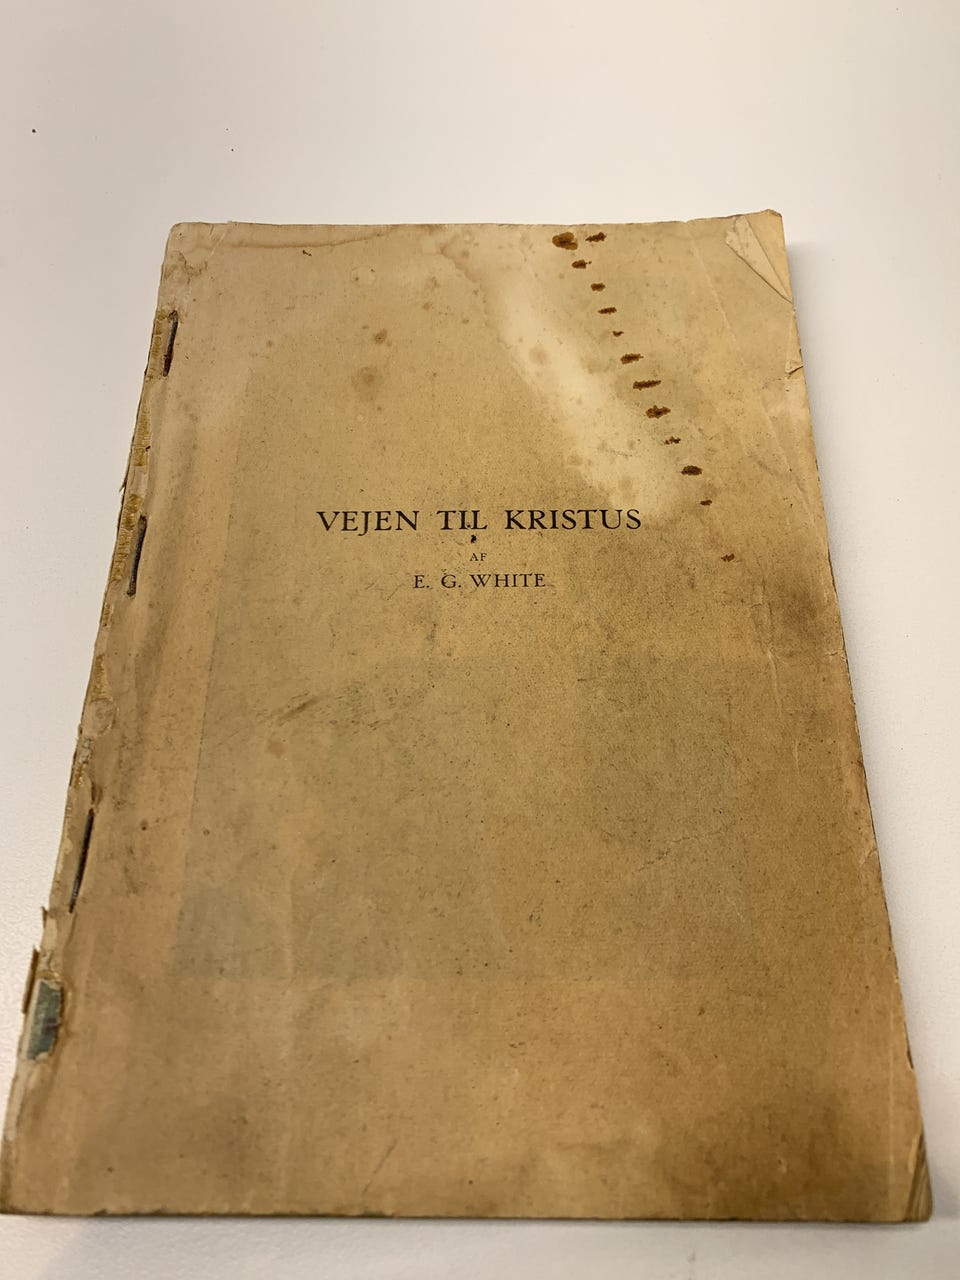 VEJEN TIL KRISTUS
AF
E. G. WHITE